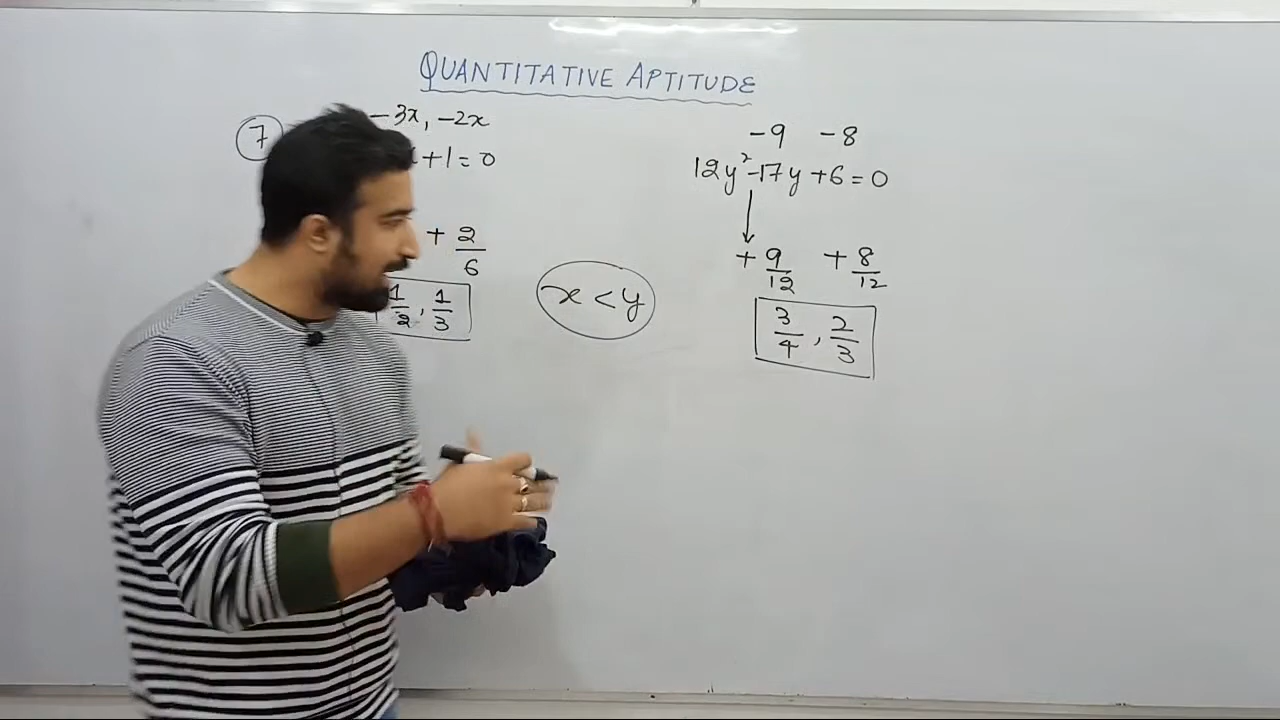 QUANTITATIVE APTITUDE
7
-3x, -2x
+1=0
+ 2/6
1/2, 1/3
x < y
-9 -8
12y²-17y+6=0
+ 9/12 + 8/12
3/4, 2/3